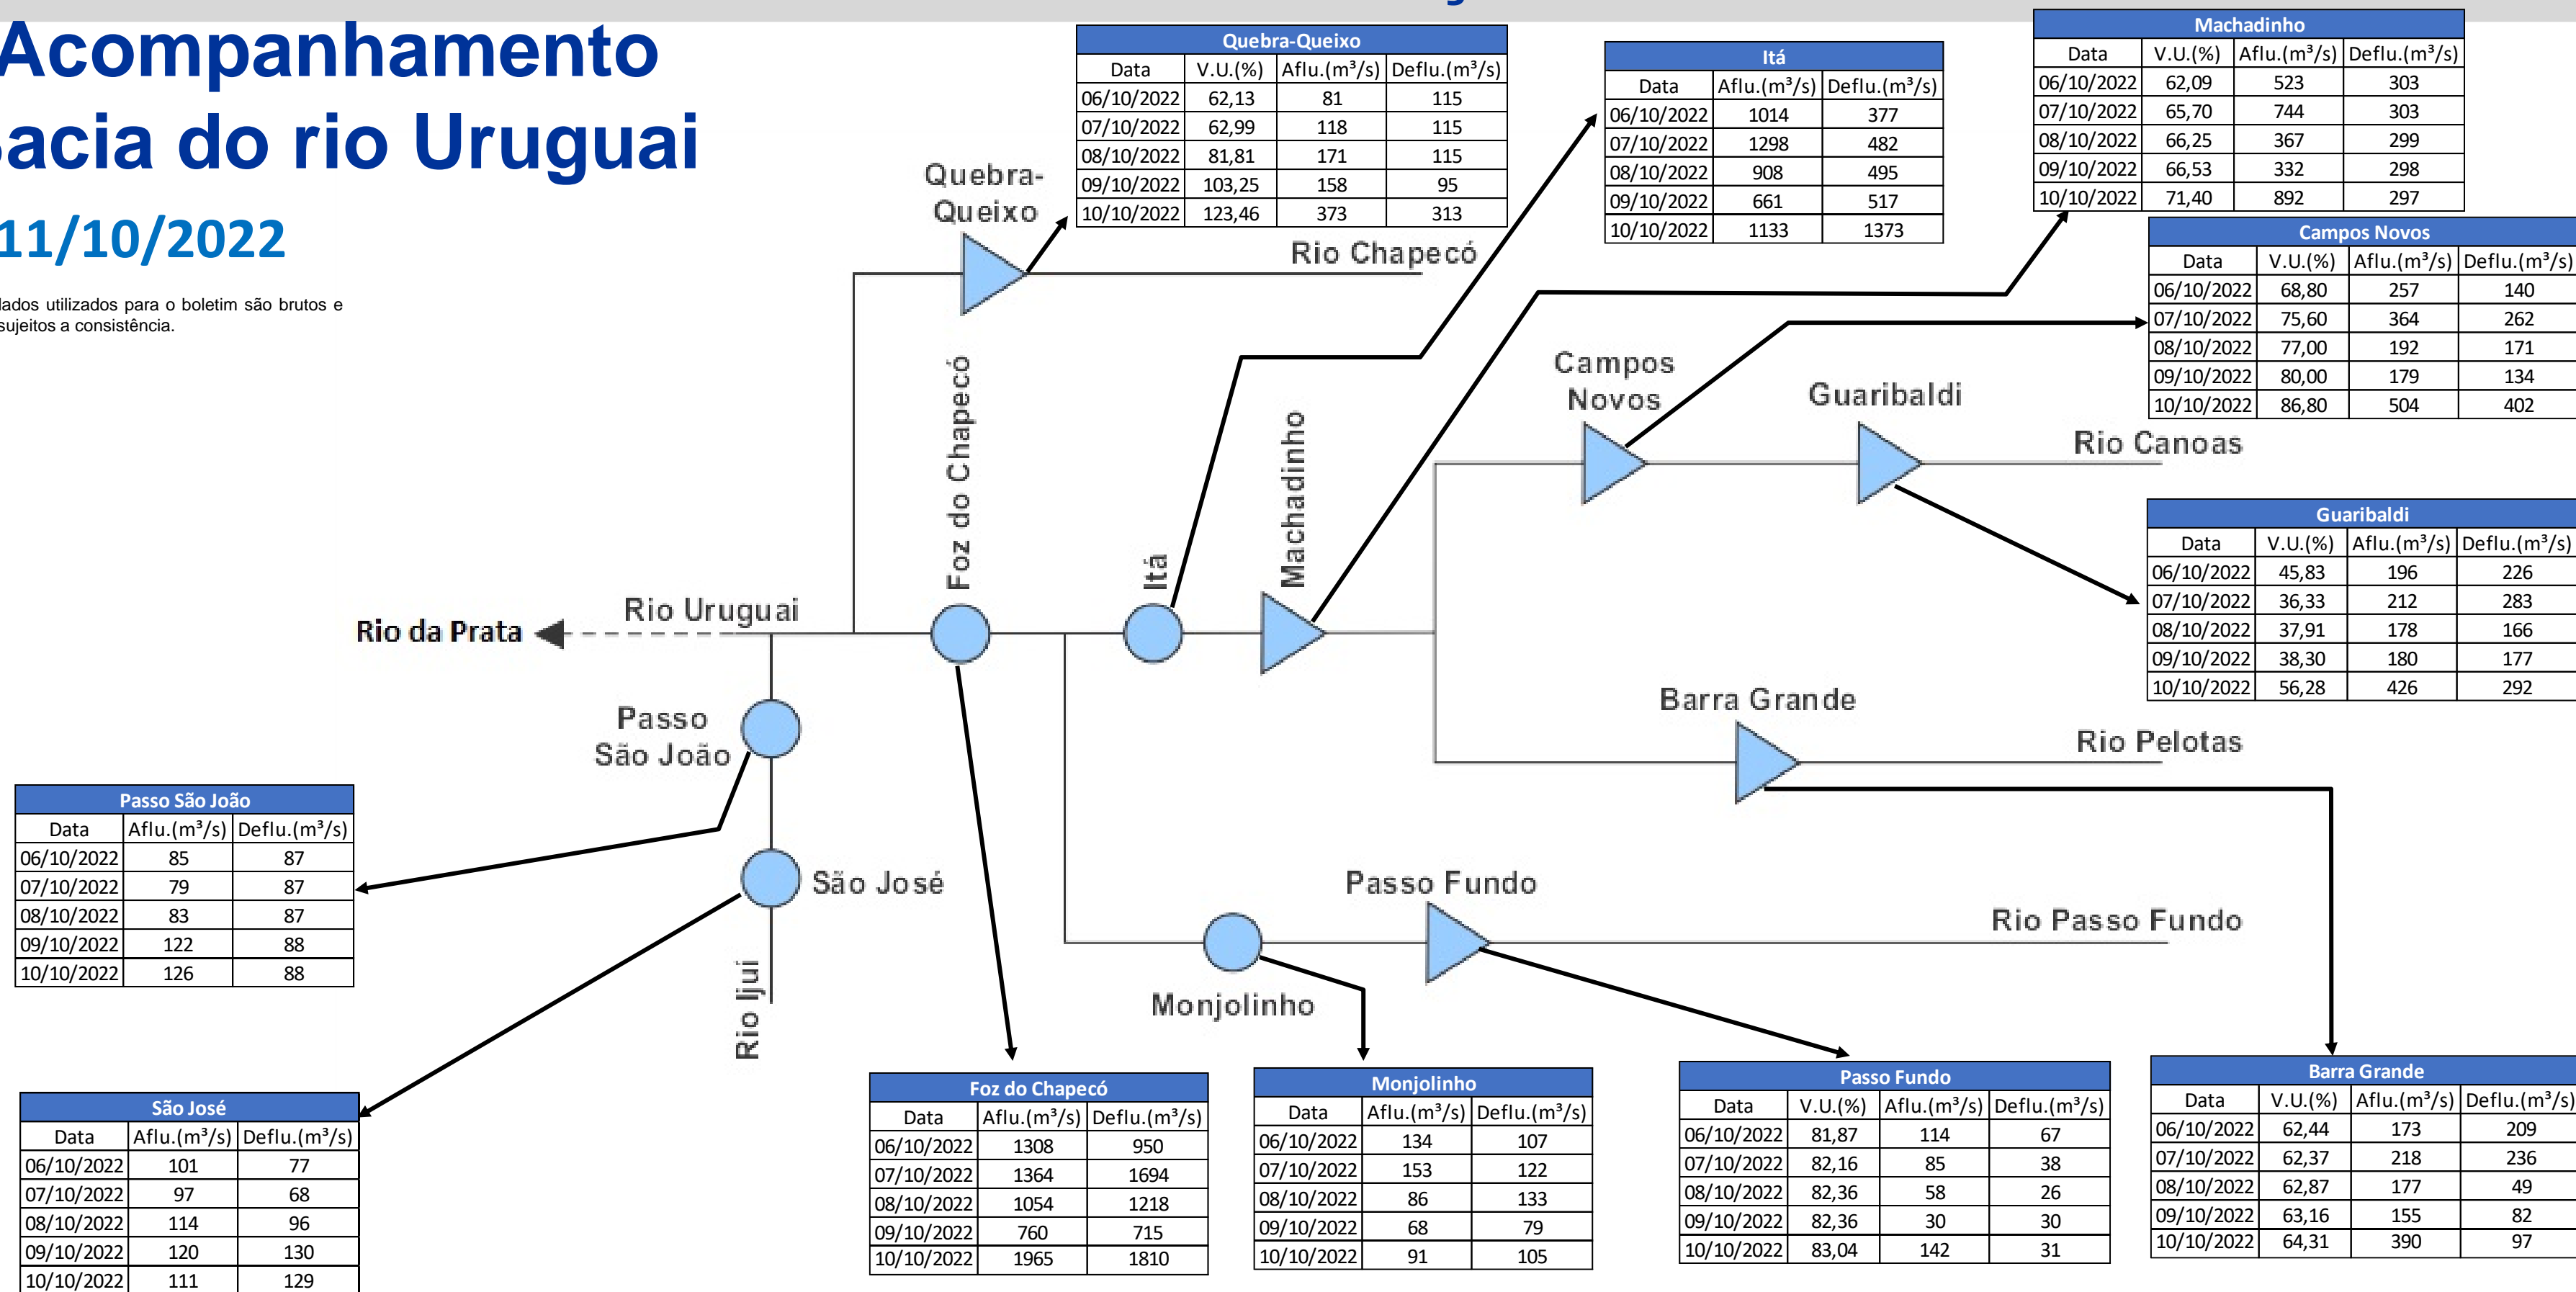 Acompanhamento
acia do rio Uruguai
11/10/2022
lados utilizados para o boletim são brutos e
sujeitos a consistência.
Quebra-Queixo
Data V.U.(%) Aflu.(m³/s) Deflu.(m³/s)
06/10/2022 62,13 81 115
07/10/2022 62,99 118 115
08/10/2022 81,81 171 115
09/10/2022 103,25 158 95
10/10/2022 123,46 373 313
Itá
Data Aflu.(m³/s) Deflu.(m³/s)
06/10/2022 1014 377
07/10/2022 1298 482
08/10/2022 908 495
09/10/2022 661 517
10/10/2022 1133 1373
Machadinho
Data V.U.(%) Aflu.(m³/s) Deflu.(m³/s)
06/10/2022 62,09 523 303
07/10/2022 65,70 744 303
08/10/2022 66,25 367 299
09/10/2022 66,53 332 298
10/10/2022 71,40 892 297
Campos Novos
Data V.U.(%) Aflu.(m³/s) Deflu.(m³/s)
06/10/2022 68,80 257 140
07/10/2022 75,60 364 262
08/10/2022 77,00 192 171
09/10/2022 80,00 179 134
10/10/2022 86,80 504 402
Quebra-
Queixo
Rio Chapecó
Foz do Chapecó
Itá
Machadinho
Campos
Novos
Guaribaldi
Rio Canoas
Guaribaldi
Data V.U.(%) Aflu.(m³/s) Deflu.(m³/s)
06/10/2022 45,83 196 226
07/10/2022 36,33 212 283
08/10/2022 37,91 178 166
09/10/2022 38,30 180 177
10/10/2022 56,28 426 292
Rio da Prata
Rio Uruguai
Passo
São João
São José
Rio Ijui
Barra Grande
Rio Pelotas
Passo Fundo
Rio Passo Fundo
Monjolinho
Passo São João
Data Aflu.(m³/s) Deflu.(m³/s)
06/10/2022 85 87
07/10/2022 79 87
08/10/2022 83 87
09/10/2022 122 88
10/10/2022 126 88
São José
Data Aflu.(m³/s) Deflu.(m³/s)
06/10/2022 101 77
07/10/2022 97 68
08/10/2022 114 96
09/10/2022 120 130
10/10/2022 111 129
Foz do Chapecó
Data Aflu.(m³/s) Deflu.(m³/s)
06/10/2022 1308 950
07/10/2022 1364 1694
08/10/2022 1054 1218
09/10/2022 760 715
10/10/2022 1965 1810
Monjolinho
Data Aflu.(m³/s) Deflu.(m³/s)
06/10/2022 134 107
07/10/2022 153 122
08/10/2022 86 133
09/10/2022 68 79
10/10/2022 91 105
Passo Fundo
Data V.U.(%) Aflu.(m³/s) Deflu.(m³/s)
06/10/2022 81,87 114 67
07/10/2022 82,16 85 38
08/10/2022 82,36 58 26
09/10/2022 82,36 30 30
10/10/2022 83,04 142 31
Barra Grande
Data V.U.(%) Aflu.(m³/s) Deflu.(m³/s)
06/10/2022 62,44 173 209
07/10/2022 62,37 218 236
08/10/2022 62,87 177 49
09/10/2022 63,16 155 82
10/10/2022 64,31 390 97